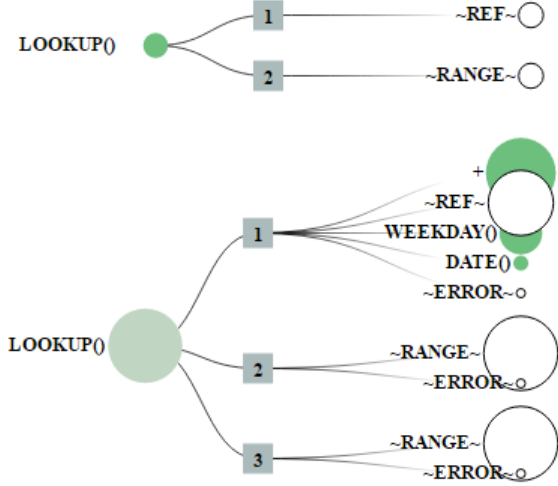 LOOKUP()
1
~REF~
2
~RANGE~
LOOKUP()
1
+
~REF~
WEEKDAY()
DATE()
~ERROR~
2
~RANGE~
~ERROR~
3
~RANGE~
~ERROR~